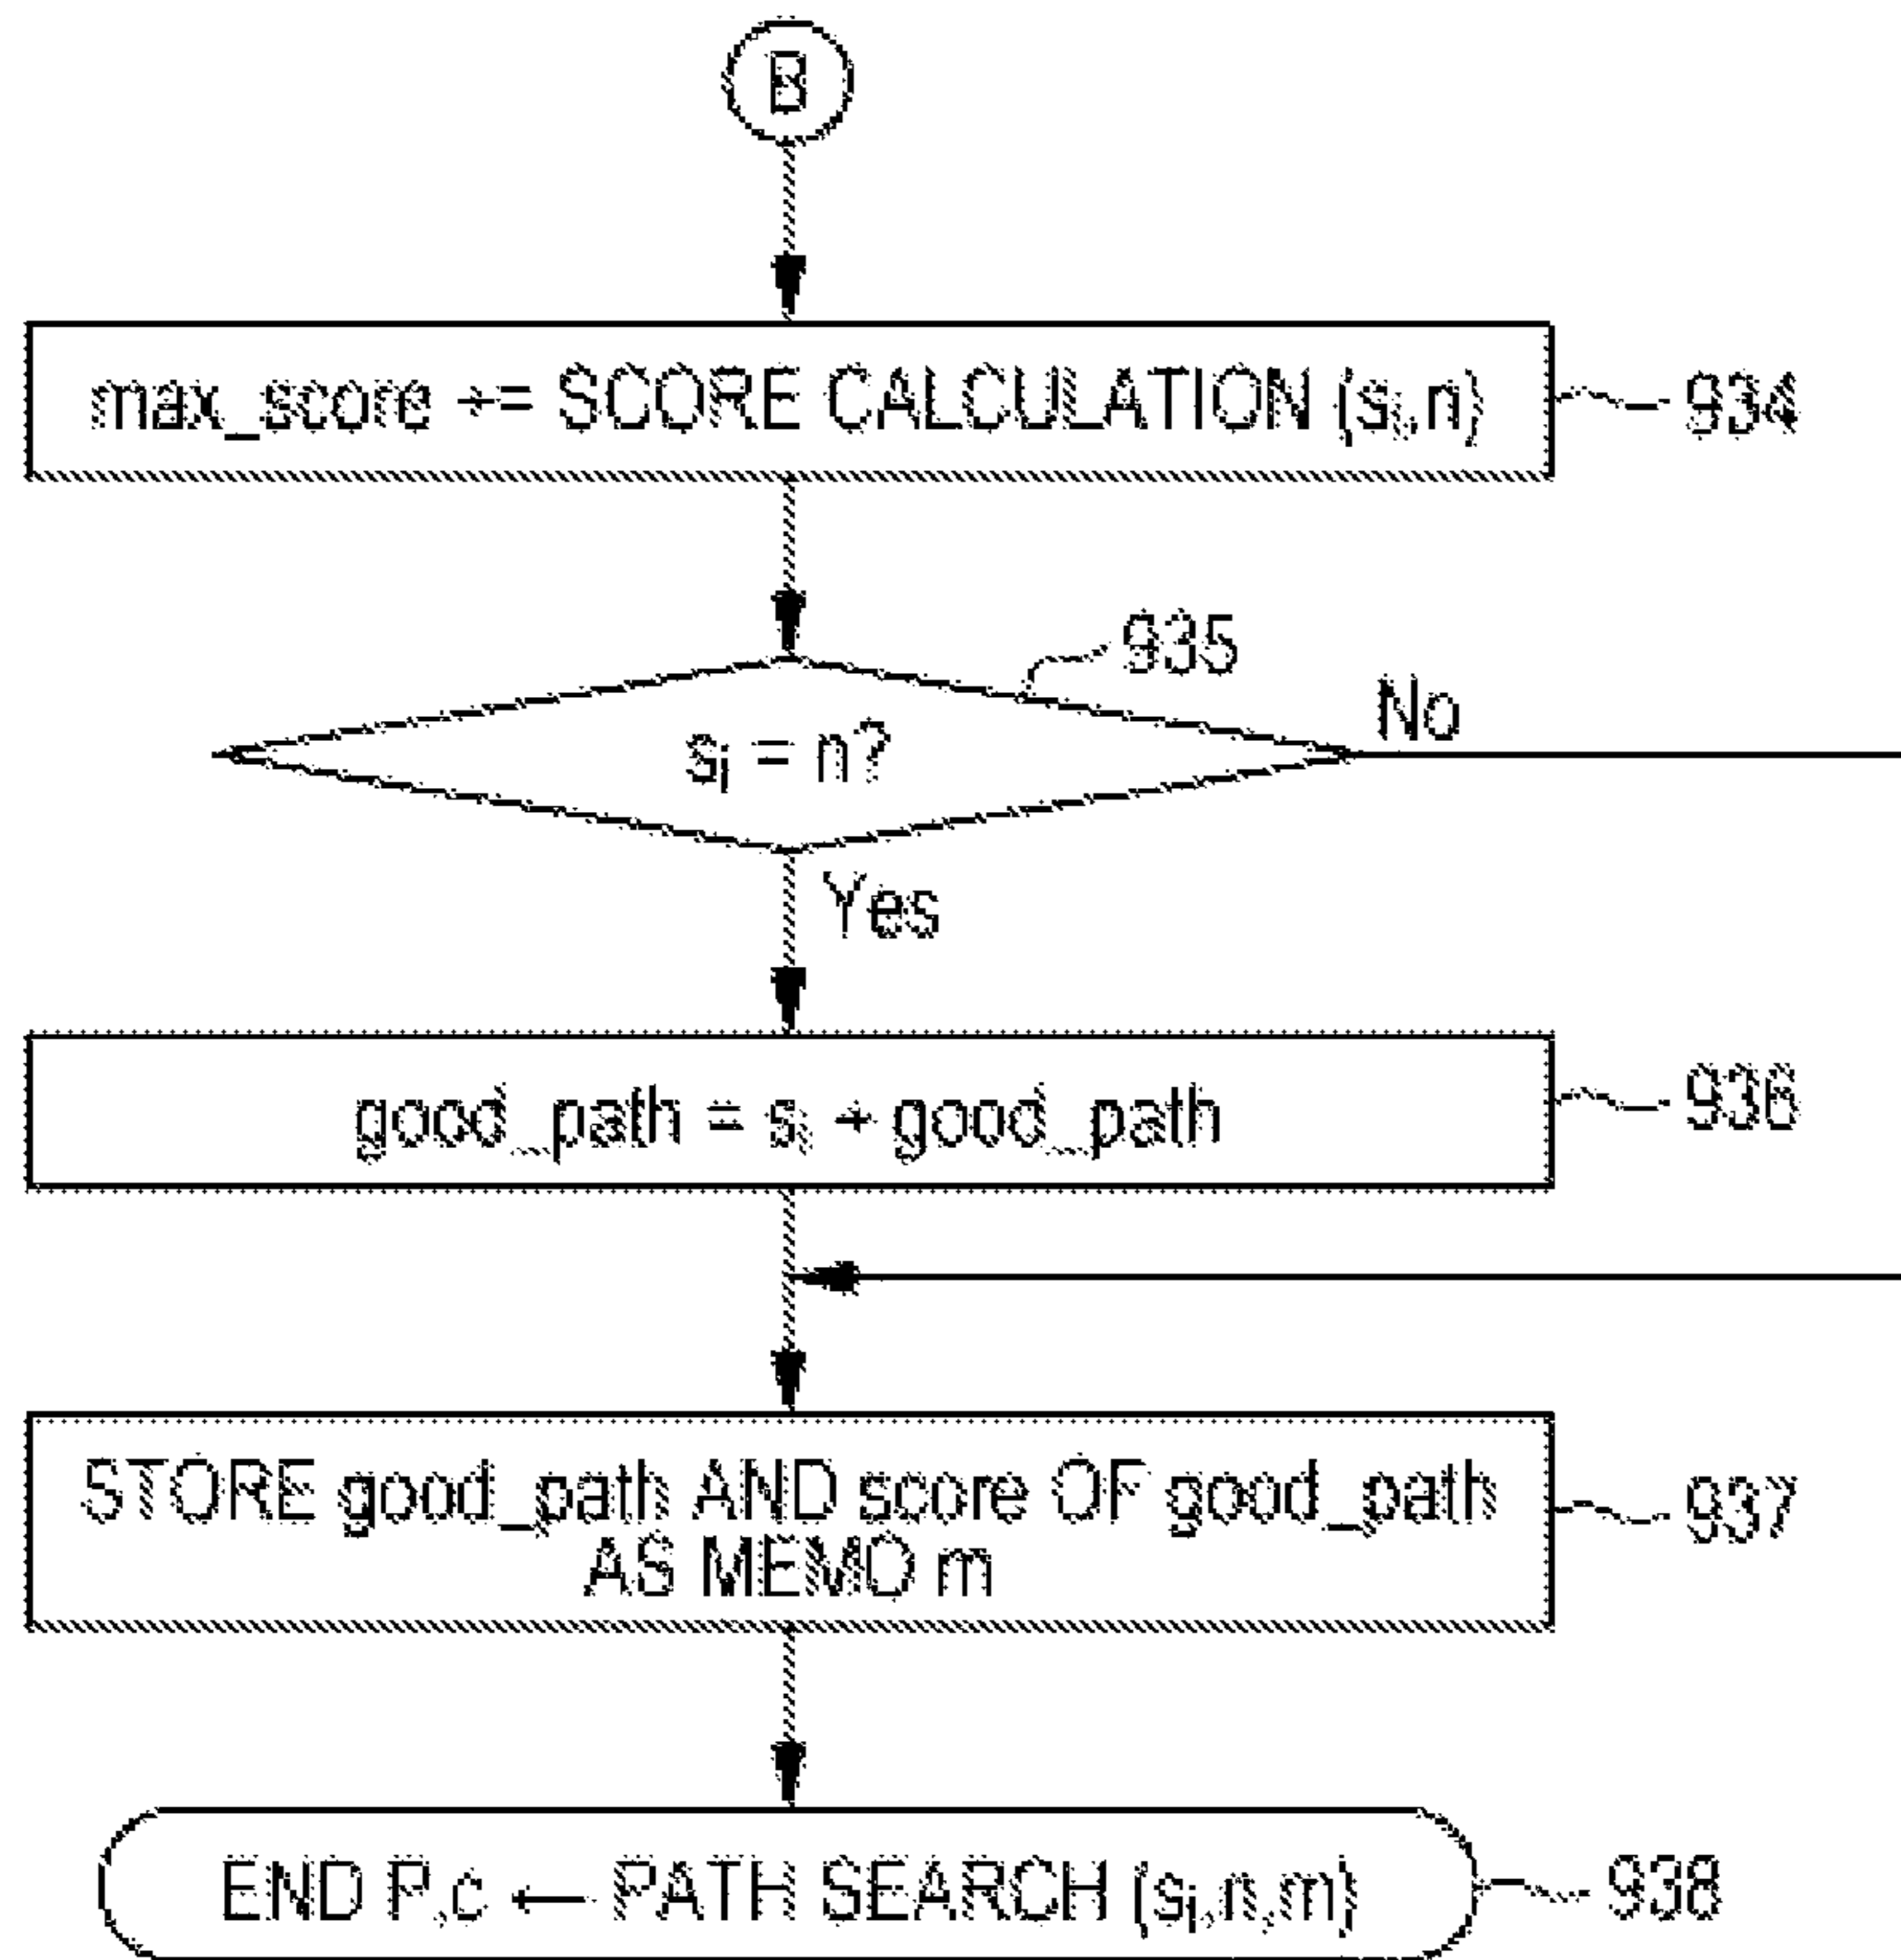 B
max_score += SCORE CALCULATION (sᵢ,n)
934
935
sᵢ = n?
No
Yes
good_path = sᵢ + good_path
936
STORE good_path AND score OF good_path
AS MEMO m
937
END P,c ← PATH SEARCH (sᵢ,n,m)
938